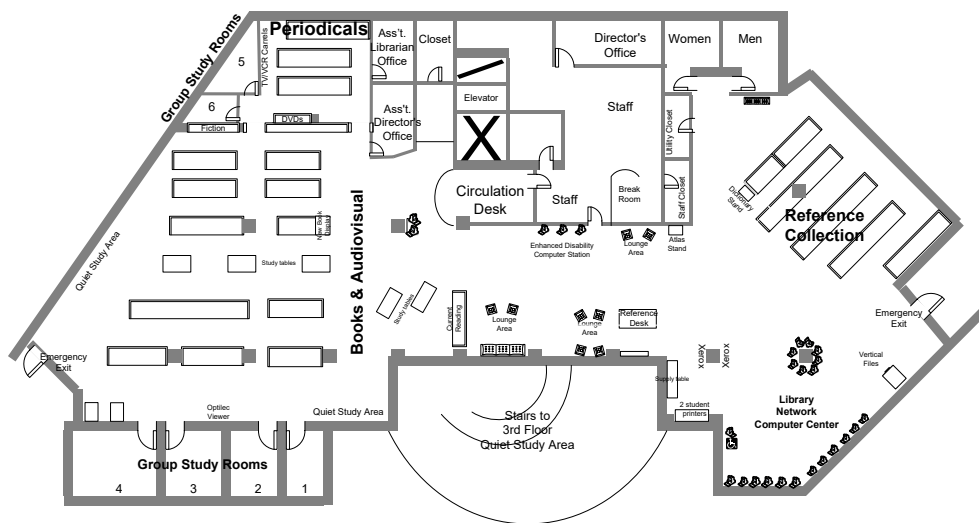 Group Study Rooms
5
TV/VCR Carrels
Periodicals
Ass't.
Librarian
Office
Closet
Director's
Office
Women
Men
6
Fiction
DVDs
Ass't.
Director's
Office
Elevator
Staff
Utility Closet
Staff Closet
Circulation
Desk
Staff
Break
Room
Dictionary
Stand
Reference
Collection
New Book
Display
Enhanced Disability
Computer Station
Lounge
Area
Atlas
Stand
Quiet Study Area
Study tables
Books & Audiovisual
Study tables
Current
Reading
Lounge
Area
Lounge
Area
Reference
Desk
Emergency
Exit
Emergency
Exit
Xerox
Xerox
Vertical
Files
Supply table
2 student
printers
Library
Network
Computer Center
Optilec
Viewer
Quiet Study Area
Stairs to
3rd Floor
Quiet Study Area
Group Study Rooms
4
3
2
1